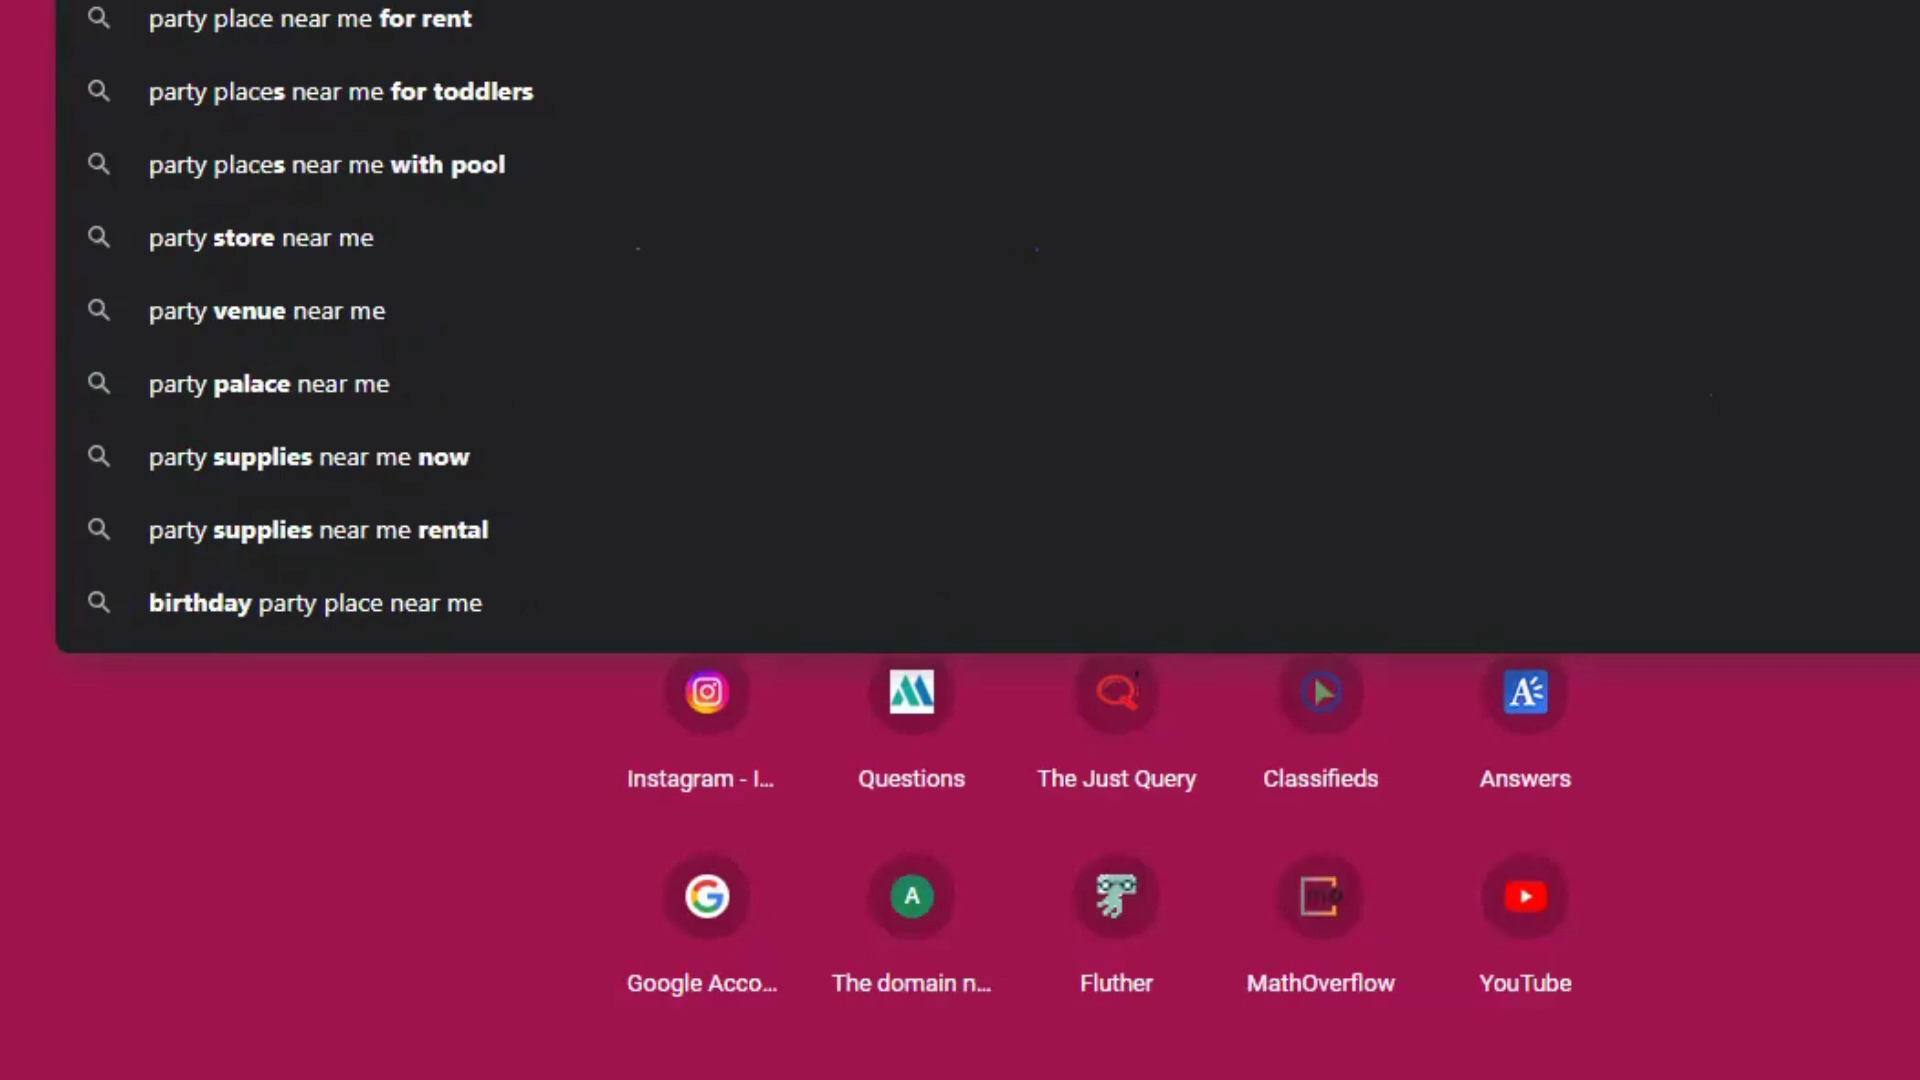 party place near me for rent
party places near me for toddlers
party places near me with pool
party store near me
party venue near me
party palace near me
party supplies near me now
party supplies near me rental
birthday party place near me
Instagram - I...
Questions
The Just Query
Classifieds
Answers
Google Acco...
A
The domain n...
Fluther
MathOverflow
YouTube